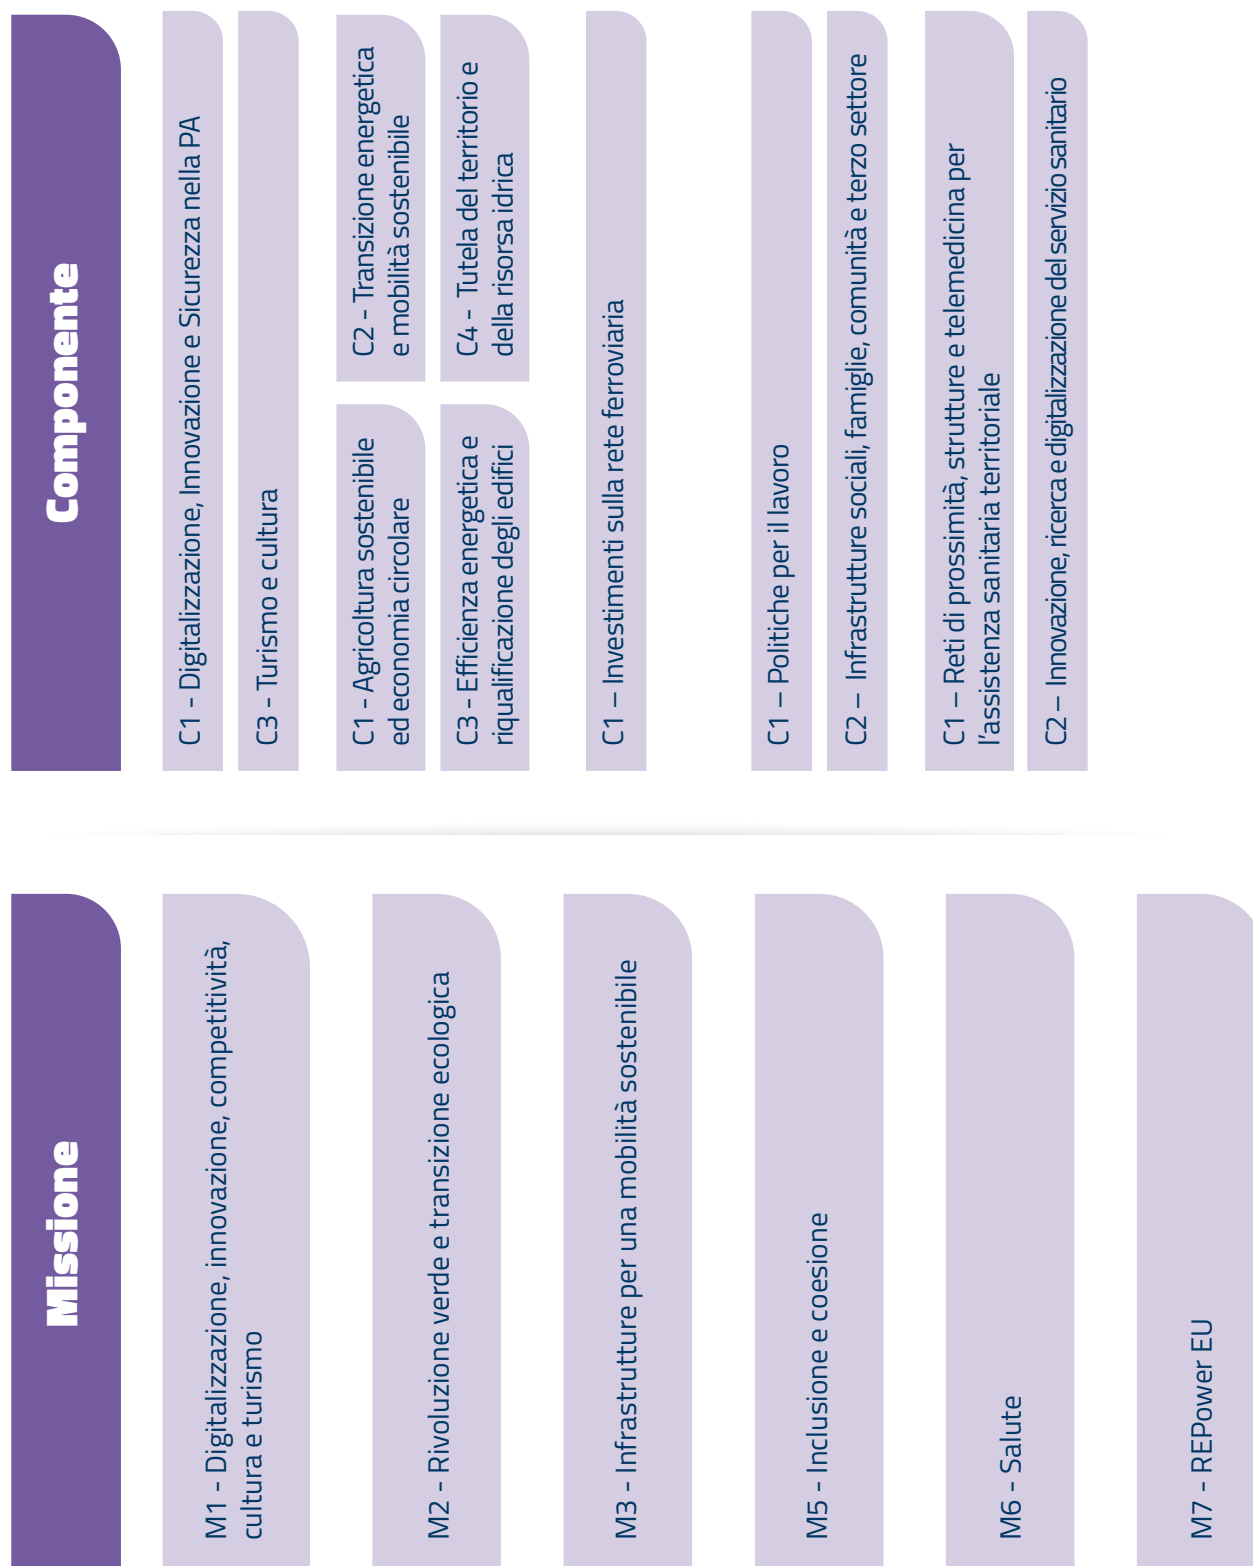 Missione
Componente
M1 - Digitalizzazione, innovazione, competitività,
cultura e turismo
C1 - Digitalizzazione, Innovazione e Sicurezza nella PA
C3 - Turismo e cultura
M2 - Rivoluzione verde e transizione ecologica
C1 - Agricoltura sostenibile
ed economia circolare
C2 - Transizione energetica
e mobilità sostenibile
C3 - Efficienza energetica e
riqualificazione degli edifici
C4 - Tutela del territorio e
della risorsa idrica
M3 - Infrastrutture per una mobilità sostenibile
C1 – Investimenti sulla rete ferroviaria
M5 - Inclusione e coesione
C1 – Politiche per il lavoro
C2 – Infrastrutture sociali, famiglie, comunità e terzo settore
M6 - Salute
C1 – Reti di prossimità, strutture e telemedicina per
l'assistenza sanitaria territoriale
C2 – Innovazione, ricerca e digitalizzazione del servizio sanitario
M7 - REPower EU